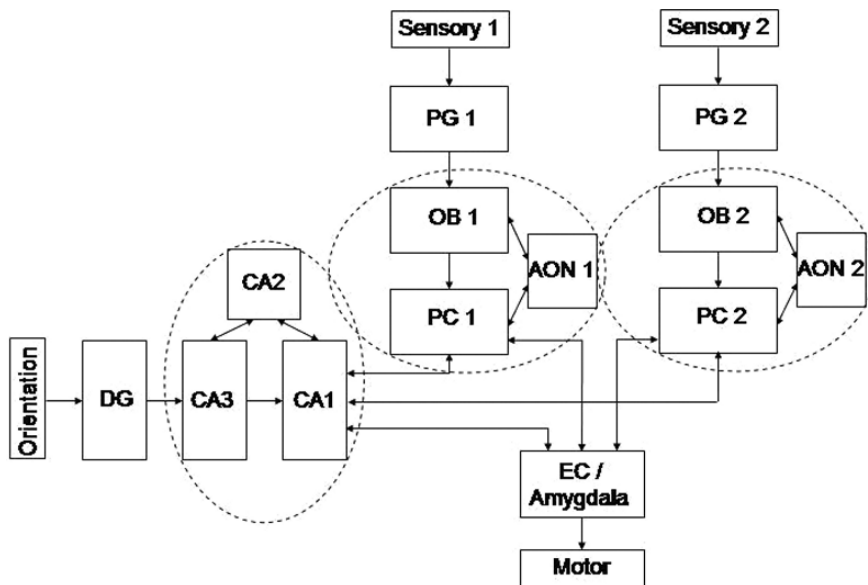 Sensory 1
Sensory 2
PG 1
PG 2
OB 1
OB 2
AON 1
AON 2
CA2
PC 1
PC 2
Orientation
DG
CA3
CA1
EC /
Amygdala
Motor